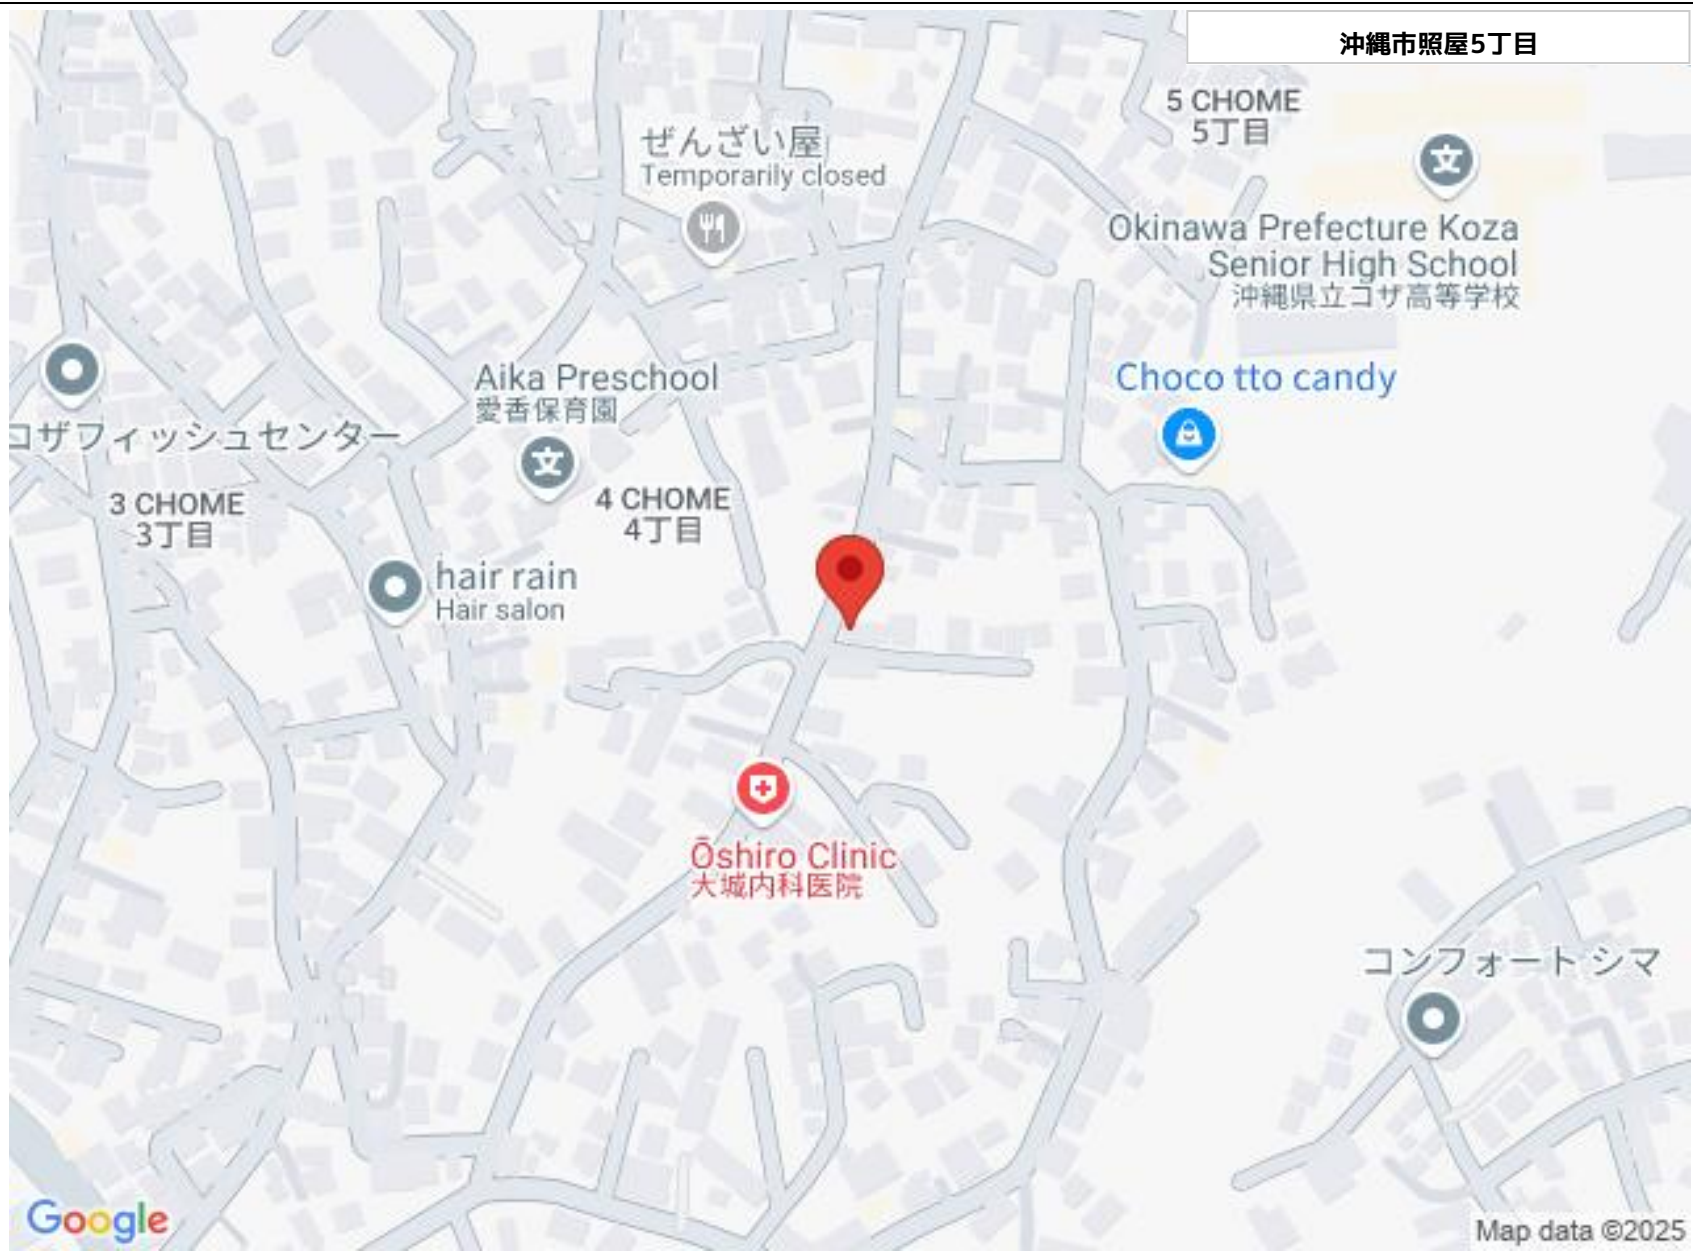 沖縄市照屋5丁目
5 CHOME
5丁目
ぜんざい屋
Temporarily closed
Okinawa Prefecture Koza
Senior High School
沖縄県立コザ高等学校
Aika Preschool
愛香保育園
Choco tto candy
コザフィッシュセンター
3 CHOME
3丁目
4 CHOME
4丁目
hair rain
Hair salon
Ōshiro Clinic
大城内科医院
コンフォート シマ
Google
Map data ©2025